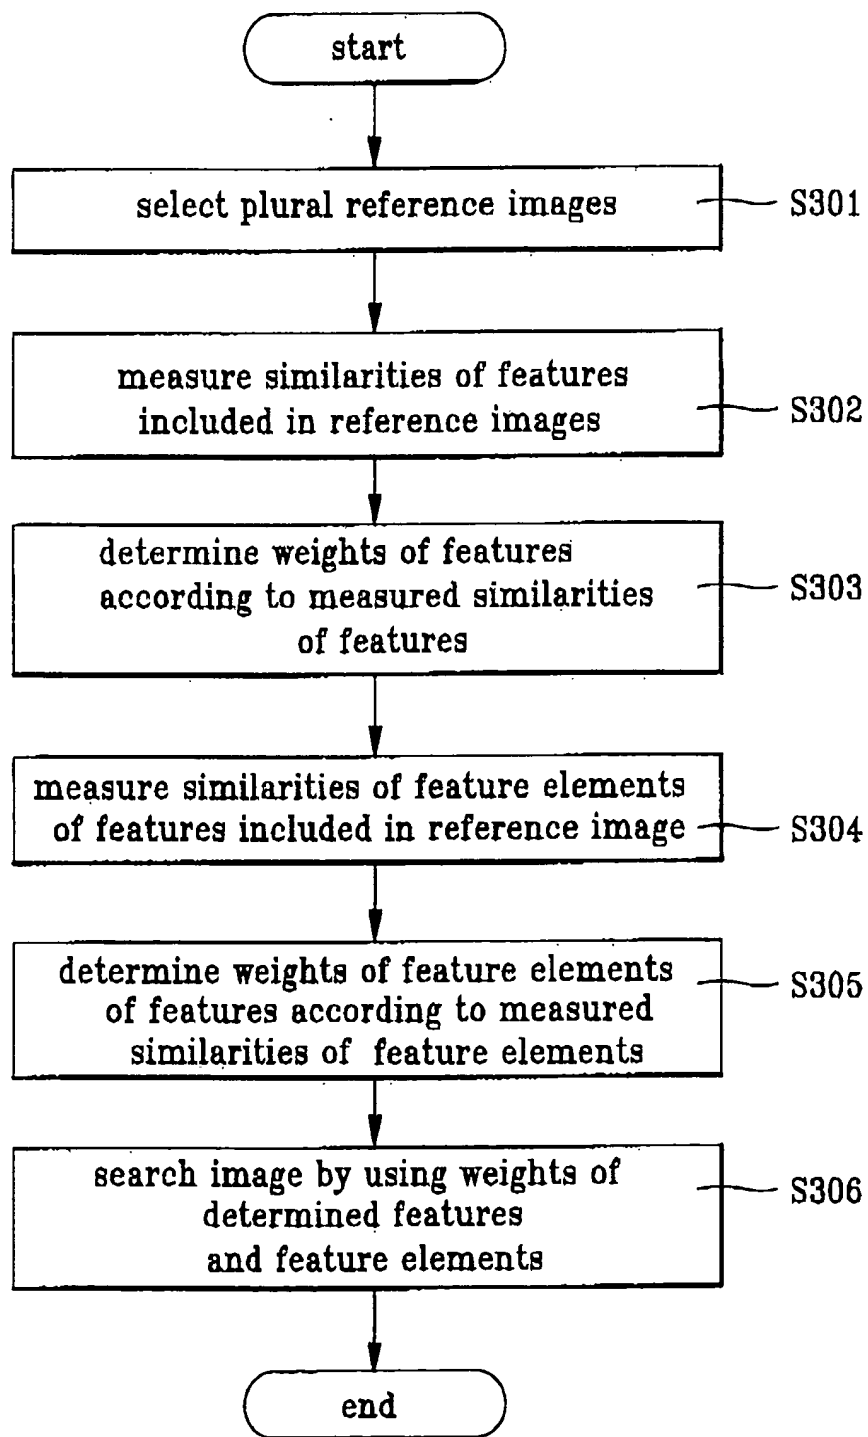 start
select plural reference images
S301
measure similarities of features
included in reference images
S302
determine weights of features
according to measured similarities
of features
S303
measure similarities of feature elements
of features included in reference image
S304
determine weights of feature elements
of features according to measured
similarities of feature elements
S305
search image by using weights of
determined features
and feature elements
S306
end